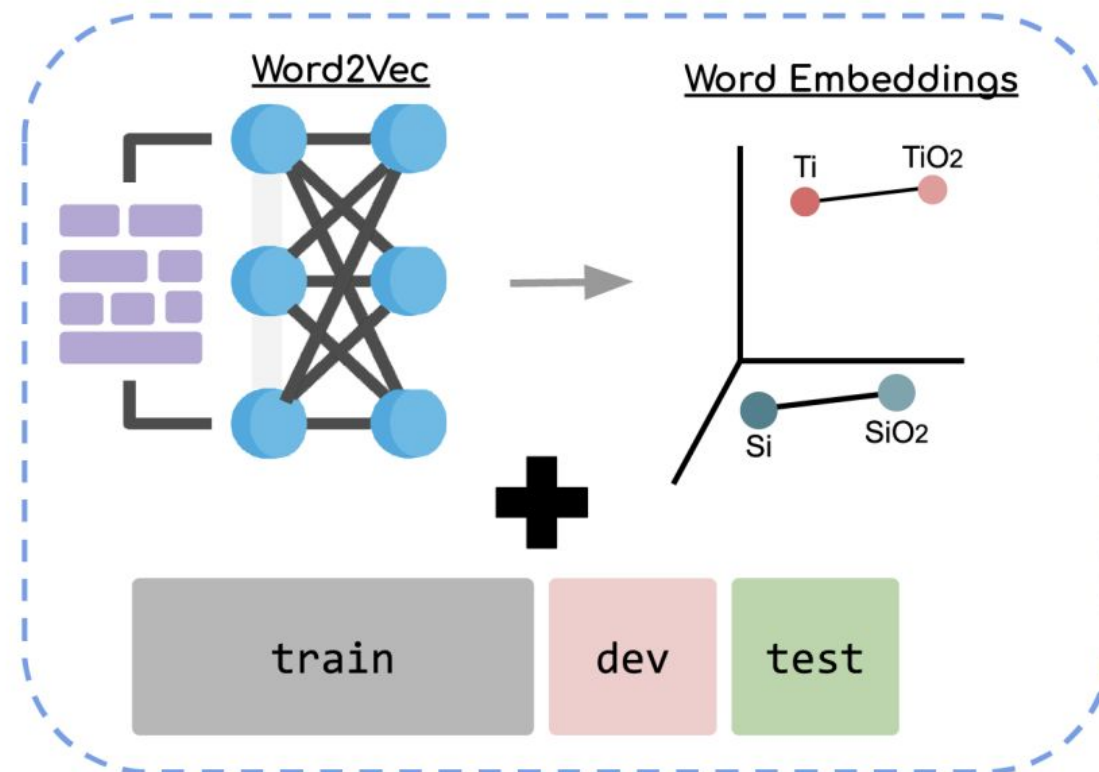 Word2Vec
Word Embeddings
Ti
TiO2
Si
SiO2
train
dev
test